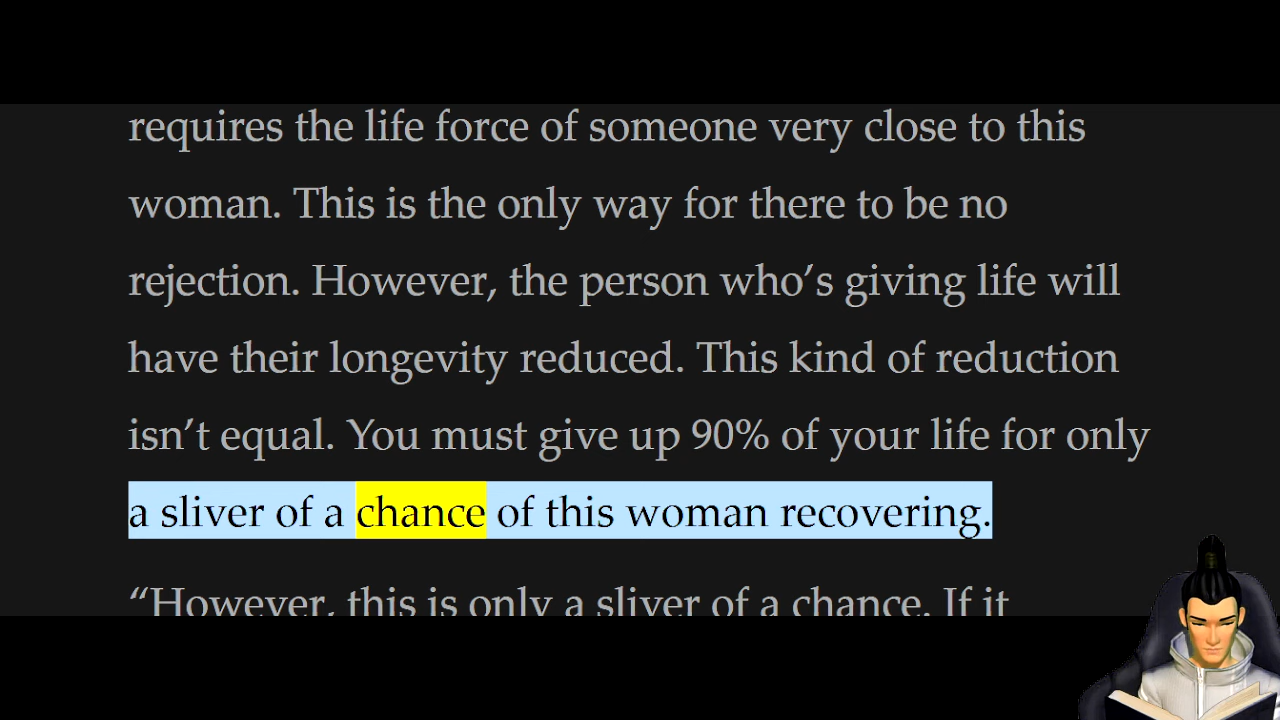 requires the life force of someone very close to this
woman. This is the only way for there to be no
rejection. However, the person who’s giving life will
have their longevity reduced. This kind of reduction
isn’t equal. You must give up 90% of your life for only
a sliver of a chance of this woman recovering.
“However, this is only a sliver of a chance. If it